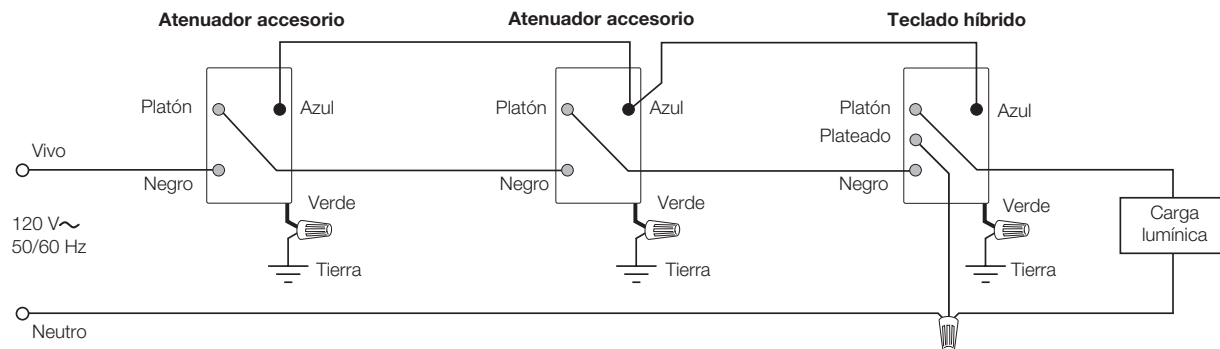 Atenuador accesorio
Atenuador accesorio
Teclado híbrido
Platón
Azul
Platón
Azul
Platón
Azul
Plateado
Vivo
Negro
Negro
Negro
Verde
Verde
Verde
120 V~
50/60 Hz
Carga
lumínica
Tierra
Tierra
Tierra
Neutro